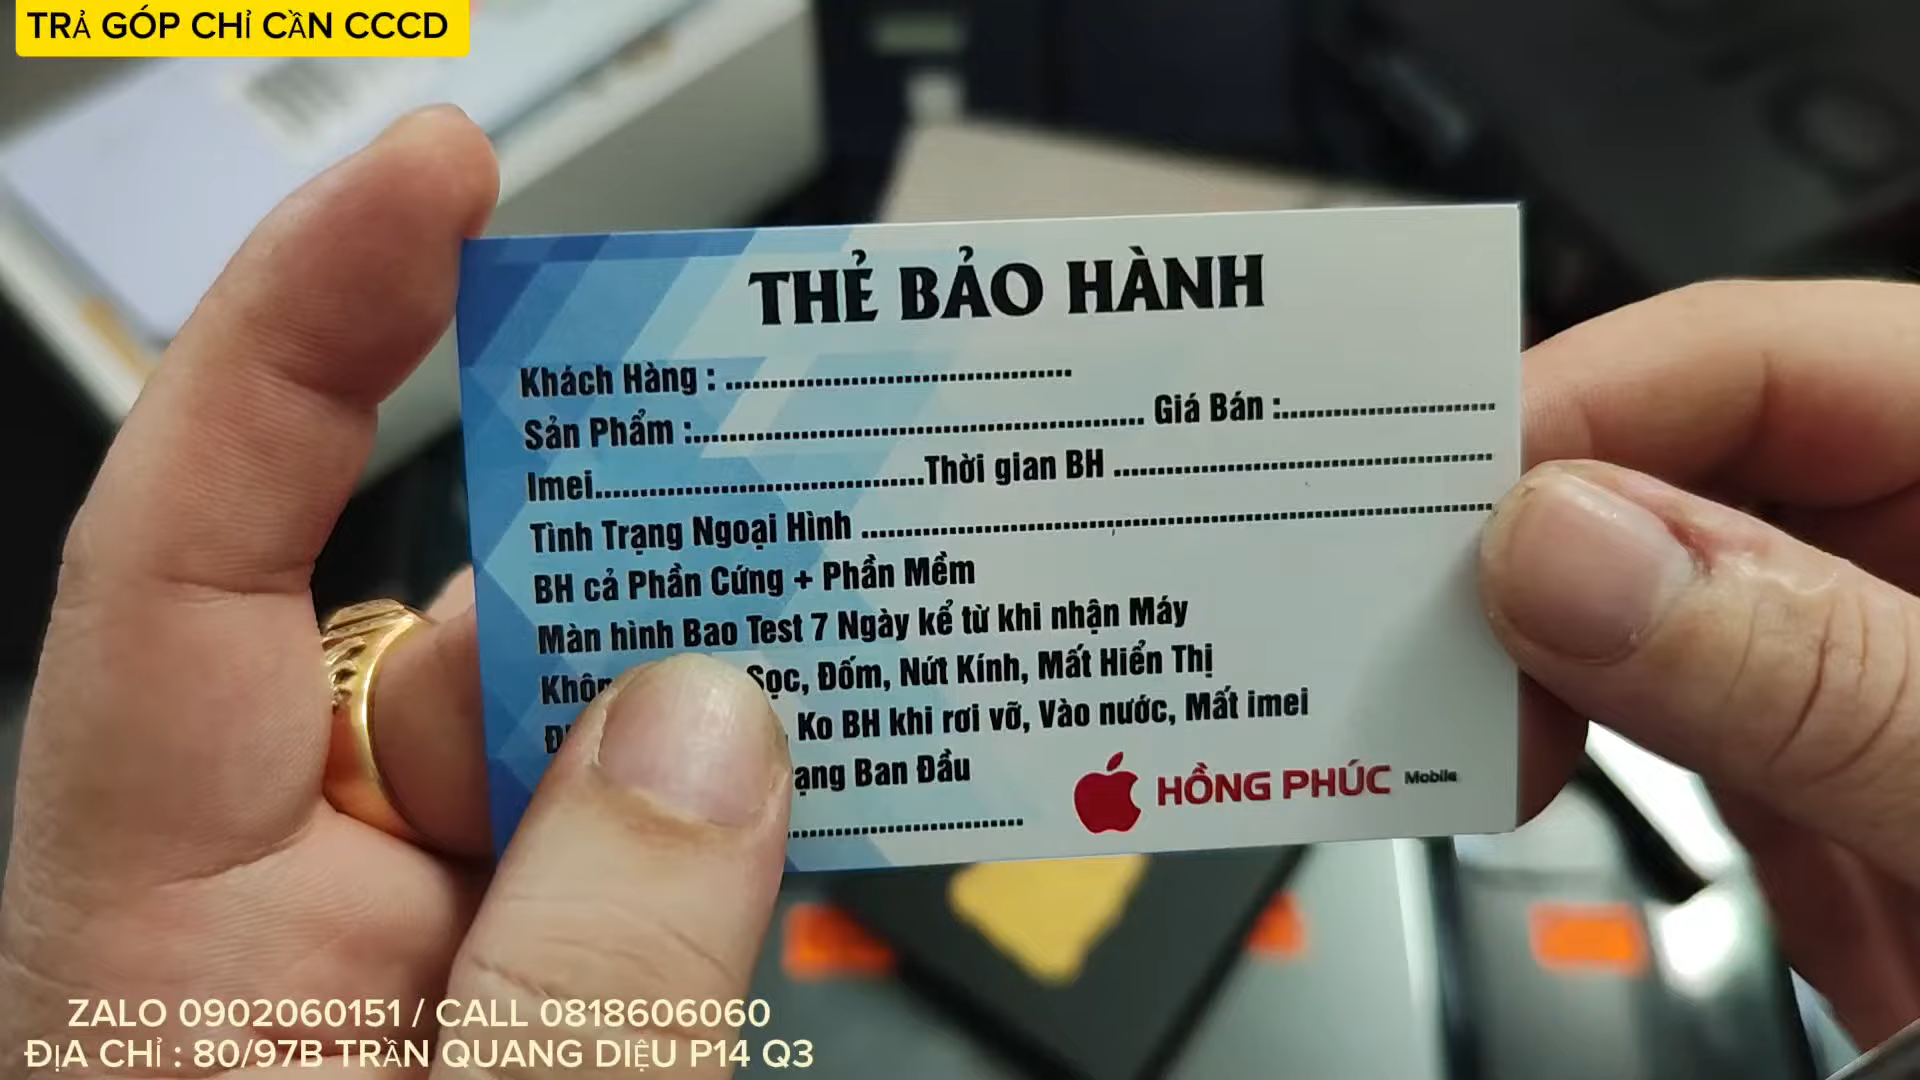 TRẢ GÓP CHỈ CẦN CCCD
THẺ BẢO HÀNH
Khách Hàng : ......................................
Sản Phẩm :.................................................. Giá Bán :........................
Imei.....................................Thời gian BH ..........................................
Tình Trạng Ngoại Hình ......................................................................
BH cả Phần Cứng + Phần Mềm
Màn hình Bao Test 7 Ngày kể từ khi nhận Máy
Sọc, Đốm, Nứt Kính, Mất Hiển Thị
, Ko BH khi rơi vỡ, Vào nước, Mất imei
Ban Đầu
..........................
HỒNG PHÚC Mobile
ZALO 0902060151 / CALL 0818606060
ĐỊA CHỈ : 80/97B TRẦN QUANG DIỆU P14 Q3